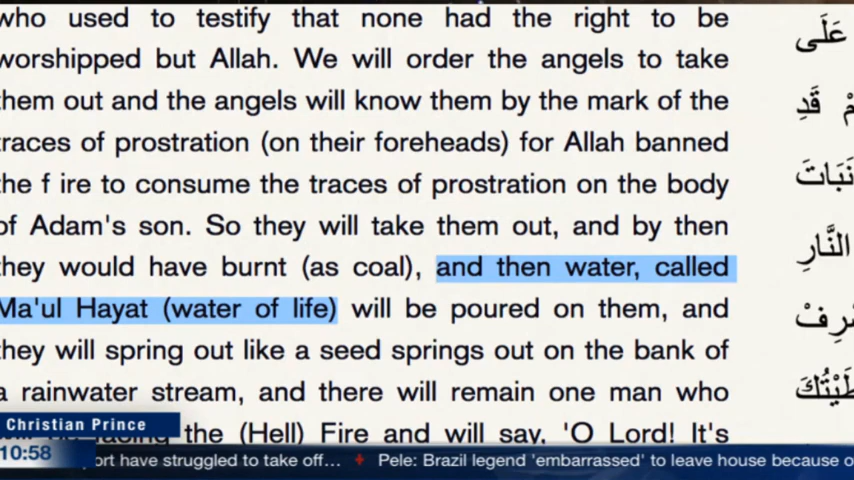 who used to testify that none had the right to be
worshipped but Allah. We will order the angels to take
them out and the angels will know them by the mark of the
traces of prostration (on their foreheads) for Allah banned
the f ire to consume the traces of prostration on the body
of Adam's son. So they will take them out, and by then
they would have burnt (as coal), and then water, called
Ma'ul Hayat (water of life) will be poured on them, and
they will spring out like a seed springs out on the bank of
a rainwater stream, and there will remain one man who
facing the (Hell) Fire and will say, 'O Lord! It's
عَلَى
قَدِ
نَبَاتَ
النَّارِ
Christian Prince
10:58
ort have struggled to take off... Pele: Brazil legend 'embarrassed' to leave house because o